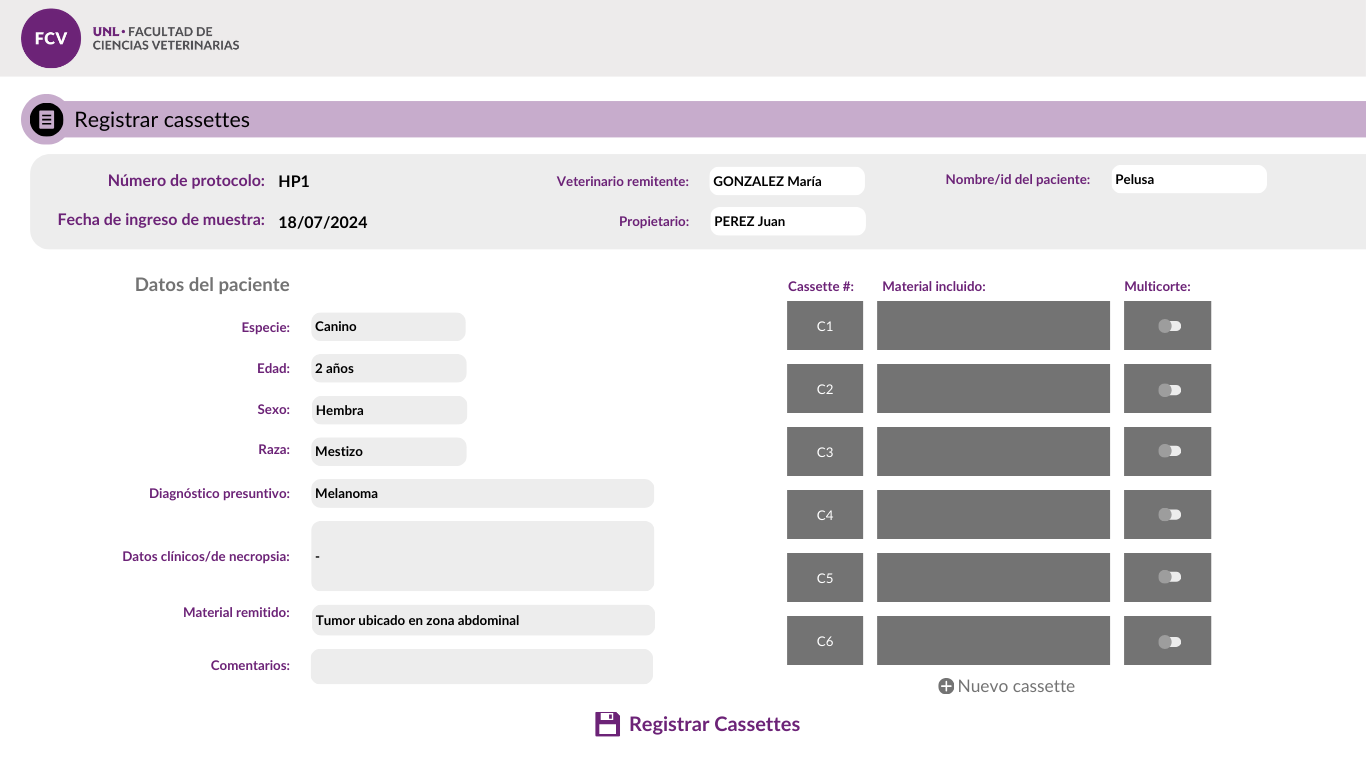 FCV
UNL • FACULTAD DE
CIENCIAS VETERINARIAS
Registrar cassettes
Número de protocolo: HP1
Fecha de ingreso de muestra: 18/07/2024
Veterinario remitente: GONZALEZ María
Propietario: PEREZ Juan
Nombre/id del paciente: Pelusa
Datos del paciente
Especie: Canino
Edad: 2 años
Sexo: Hembra
Raza: Mestizo
Diagnóstico presuntivo: Melanoma
Datos clínicos/de necropsia: -
Material remitido: Tumor ubicado en zona abdominal
Comentarios:
Cassette #: Material incluido: Multicorte:
C1
C2
C3
C4
C5
C6
Nuevo cassette
Registrar Cassettes